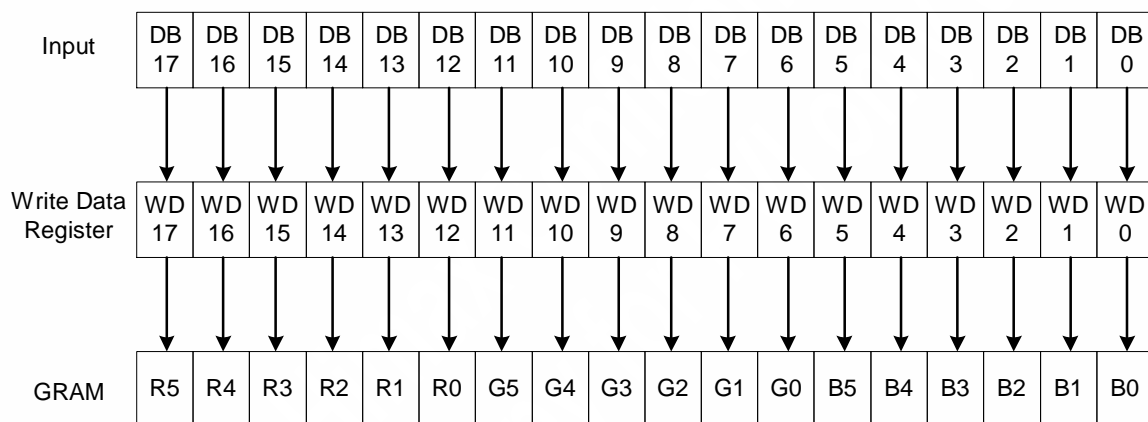 Input
DB DB DB DB DB DB DB DB DB DB DB DB DB DB DB DB DB DB
17 16 15 14 13 12 11 10 9 8 7 6 5 4 3 2 1 0
Write Data
Register
WD WD WD WD WD WD WD WD WD WD WD WD WD WD WD WD WD WD
17 16 15 14 13 12 11 10 9 8 7 6 5 4 3 2 1 0
GRAM R5 R4 R3 R2 R1 R0 G5 G4 G3 G2 G1 G0 B5 B4 B3 B2 B1 B0